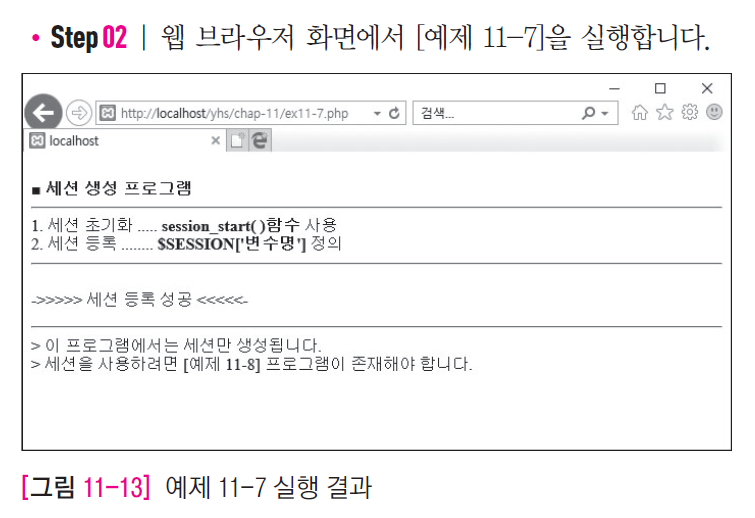 • Step 02 | 웹 브라우저 화면에서 [예제 11-7]을 실행합니다.
http://localhost/yhs/chap-11/ex11-7.php
검색...
localhost
■ 세션 생성 프로그램
1. 세션 초기화 ..... session_start( )함수 사용
2. 세션 등록 ........ $SESSION['변수명'] 정의
->>>>> 세션 등록 성공 <<<<<-
> 이 프로그램에서는 세션만 생성됩니다.
> 세션을 사용하려면 [예제 11-8] 프로그램이 존재해야 합니다.
[그림 11-13] 예제 11-7 실행 결과